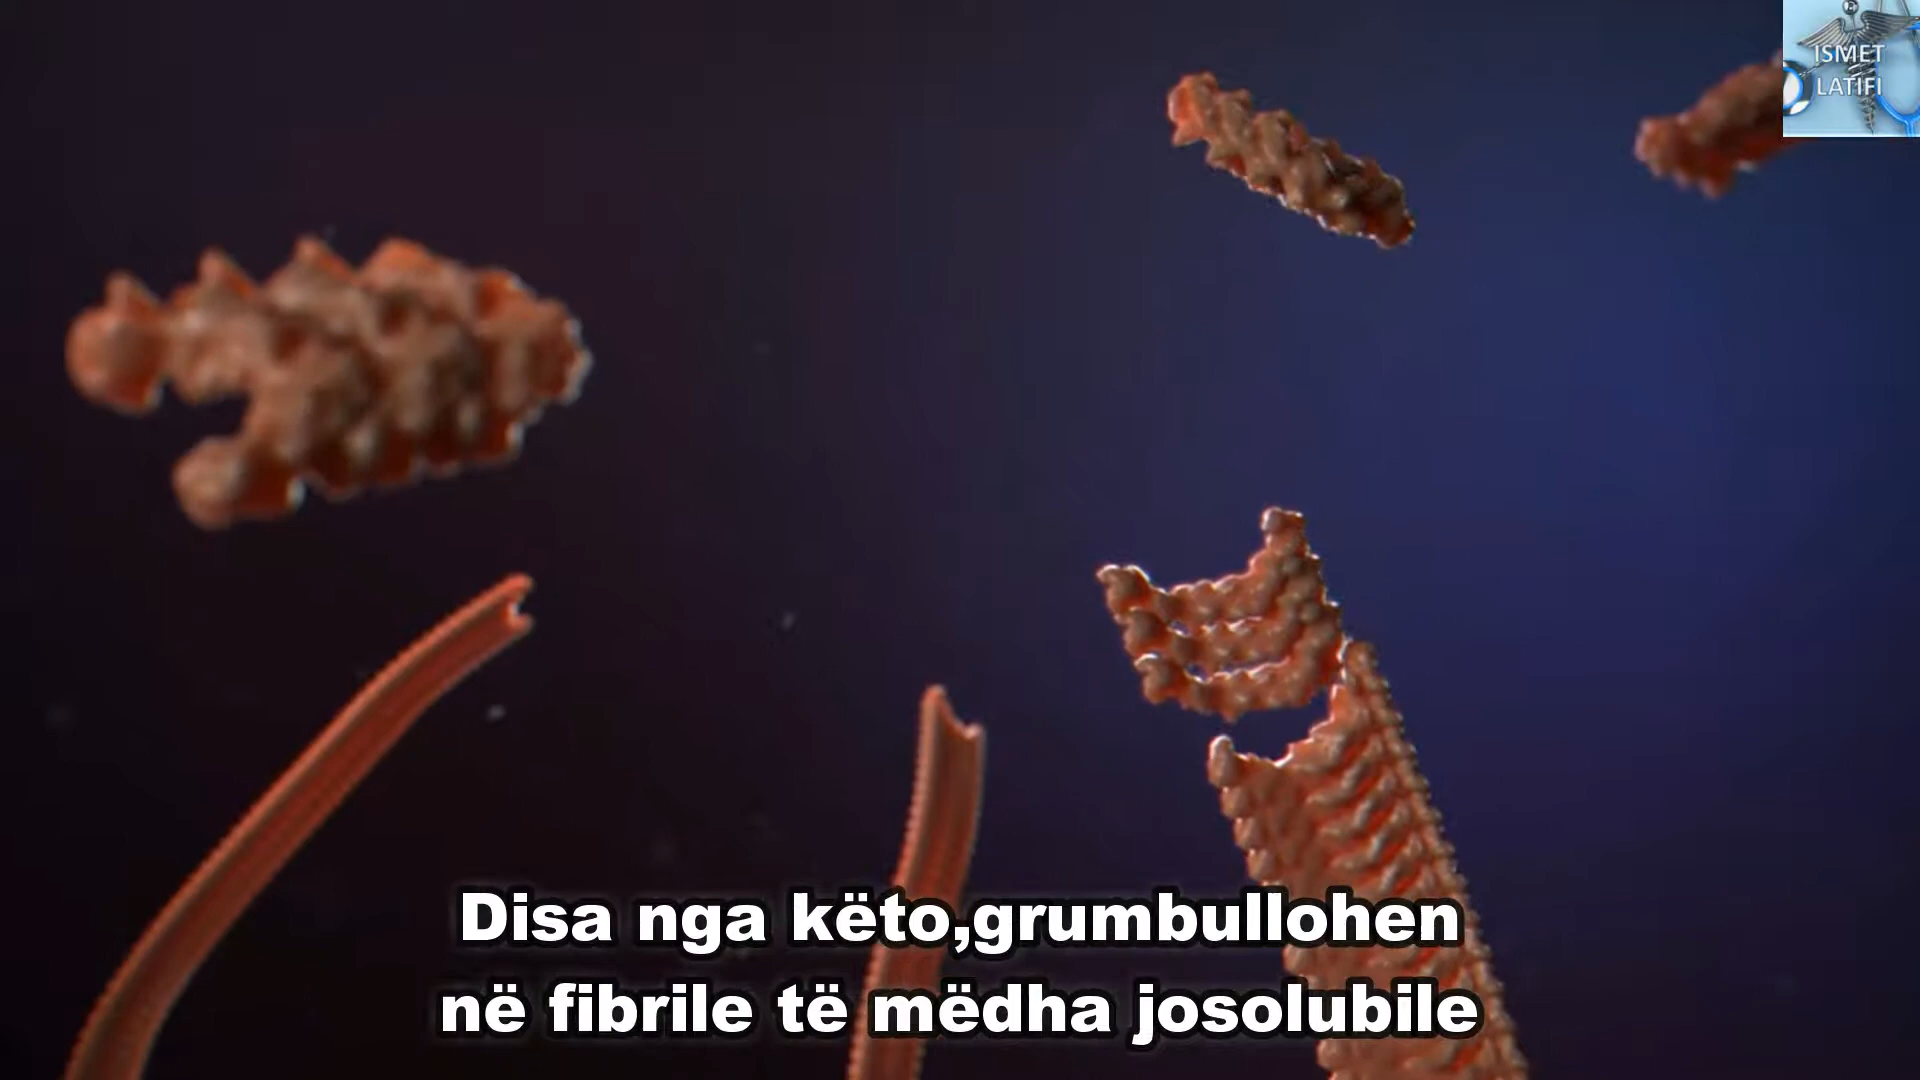 ISMET
LATIFI
Disa nga këto,grumbullohen
në fibrile të mëdha josolubile